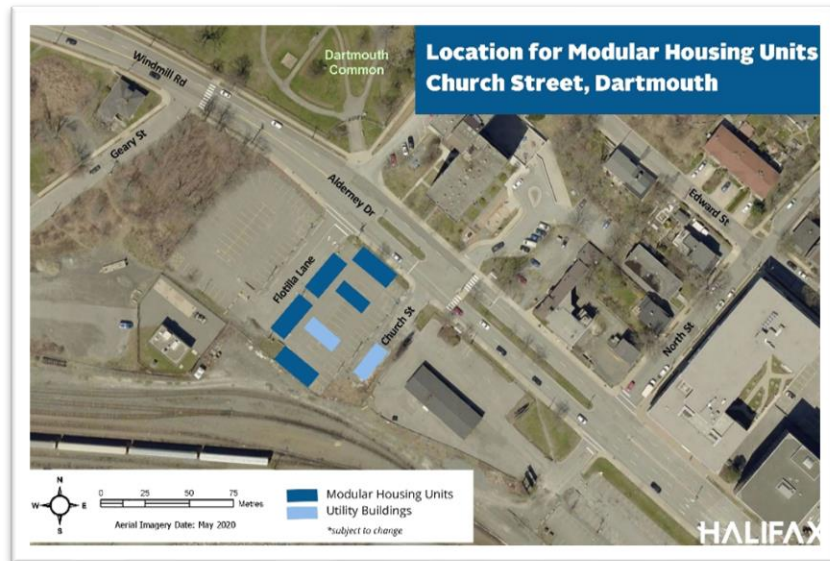 Location for Modular Housing Units
Church Street, Dartmouth
Dartmouth
Common
Windmill Rd
Geary St
Alderney Dr
Edward St
Flotilla Lane
Church St
North St
N
W E
S
0 25 50 75
Metres
Aerial Imagery Date: May 2020
Modular Housing Units
Utility Buildings
*subject to change
HALIFAX